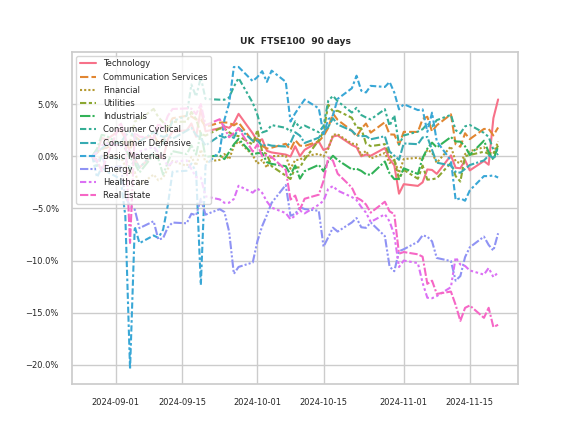 UK  FTSE100  90 days
Technology
Communication Services
Financial
Utilities
Industrials
Consumer Cyclical
Consumer Defensive
Basic Materials
Energy
Healthcare
Real Estate
5.0%
0.0%
−5.0%
−10.0%
−15.0%
−20.0%
2024-09-01 2024-09-15 2024-10-01 2024-10-15 2024-11-01 2024-11-15